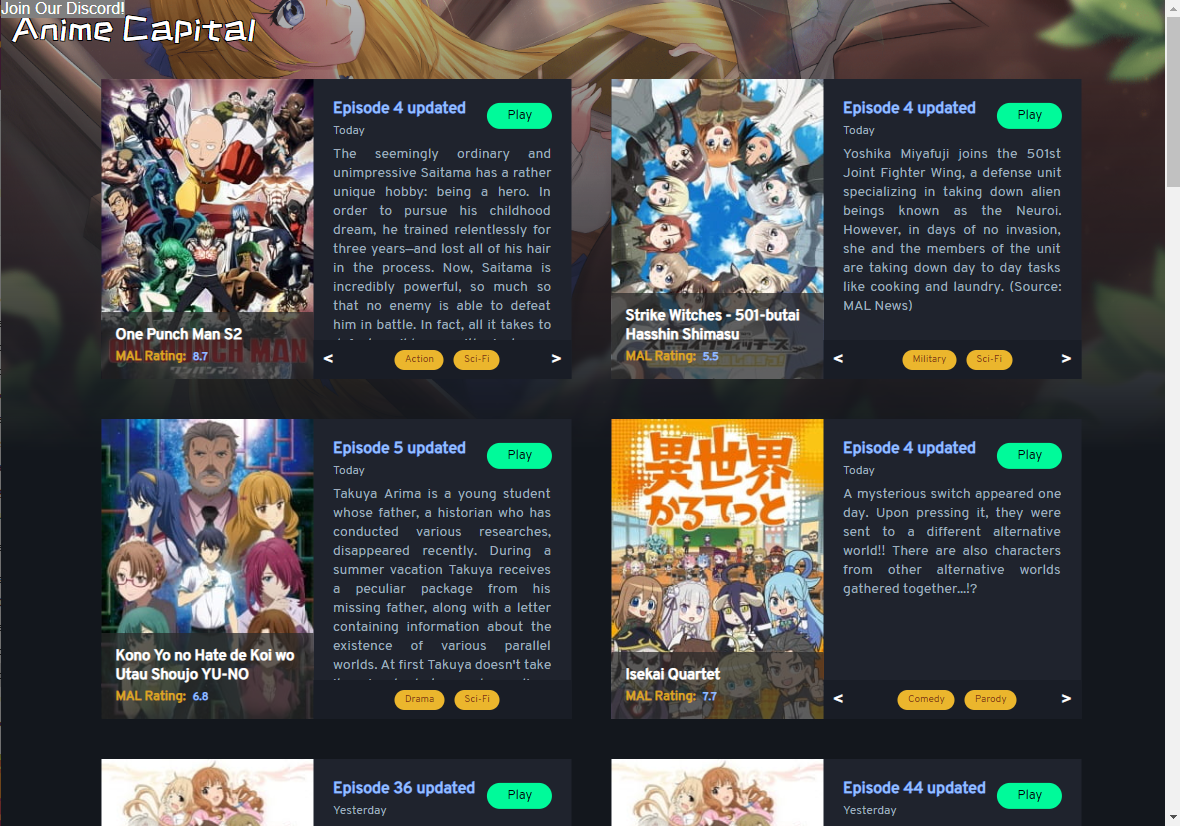 Join Our Discord!
Anime Capital
Episode 4 updated
Play
Today
The seemingly ordinary and
unimpressive Saitama has a rather
unique hobby: being a hero. In
order to pursue his childhood
dream, he trained relentlessly for
three years—and lost all of his hair
in the process. Now, Saitama is
incredibly powerful, so much so
that no enemy is able to defeat
him in battle. In fact, all it takes to
One Punch Man S2
MAL Rating: 8.7
ONE PUNCH MAN
ワンパンマン
< Action Sci-Fi >
Episode 4 updated
Play
Today
Yoshika Miyafuji joins the 501st
Joint Fighter Wing, a defense unit
specializing in taking down alien
beings known as the Neuroi.
However, in days of no invasion,
she and the members of the unit
are taking down day to day tasks
like cooking and laundry. (Source:
MAL News)
Strike Witches - 501-butai
Hasshin Shimasu
MAL Rating: 5.5
< Military Sci-Fi >
Episode 5 updated
Play
Today
Takuya Arima is a young student
whose father, a historian who has
conducted various researches,
disappeared recently. During a
summer vacation Takuya receives
a peculiar package from his
missing father, along with a letter
containing information about the
existence of various parallel
worlds. At first Takuya doesn't take
Kono Yo no Hate de Koi wo
Utau Shoujo YU-NO
MAL Rating: 6.8
Drama Sci-Fi
異世界
かるてっと
Episode 4 updated
Play
Today
A mysterious switch appeared one
day. Upon pressing it, they were
sent to a different alternative
world!! There are also characters
from other alternative worlds
gathered together...!?
Isekai Quartet
MAL Rating: 7.7
< Comedy Parody >
Episode 36 updated
Play
Yesterday
Episode 44 updated
Play
Yesterday